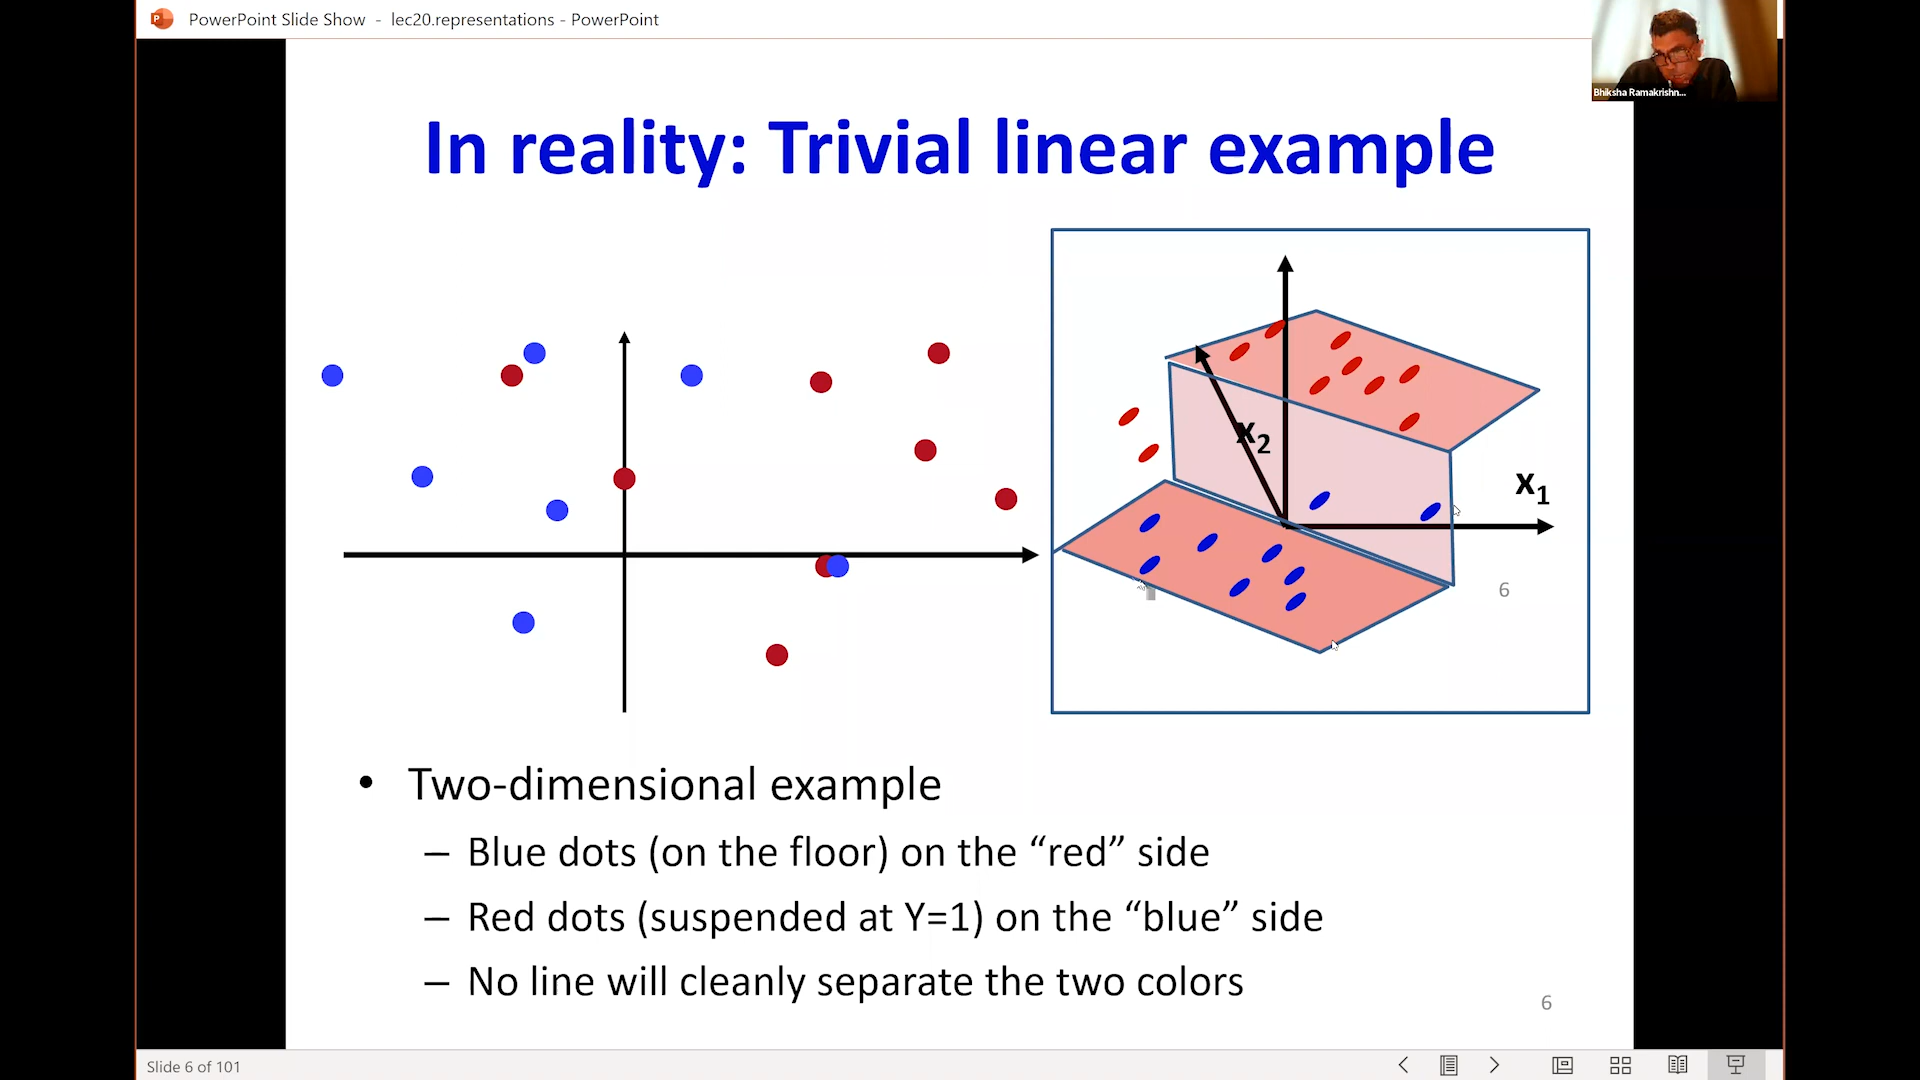 PowerPoint Slide Show - lec20.representations - PowerPoint
Bhiksha Ramakrishn...
In reality: Trivial linear example
x2
x1
6
• Two-dimensional example
– Blue dots (on the floor) on the “red” side
– Red dots (suspended at Y=1) on the “blue” side
– No line will cleanly separate the two colors
6
Slide 6 of 101